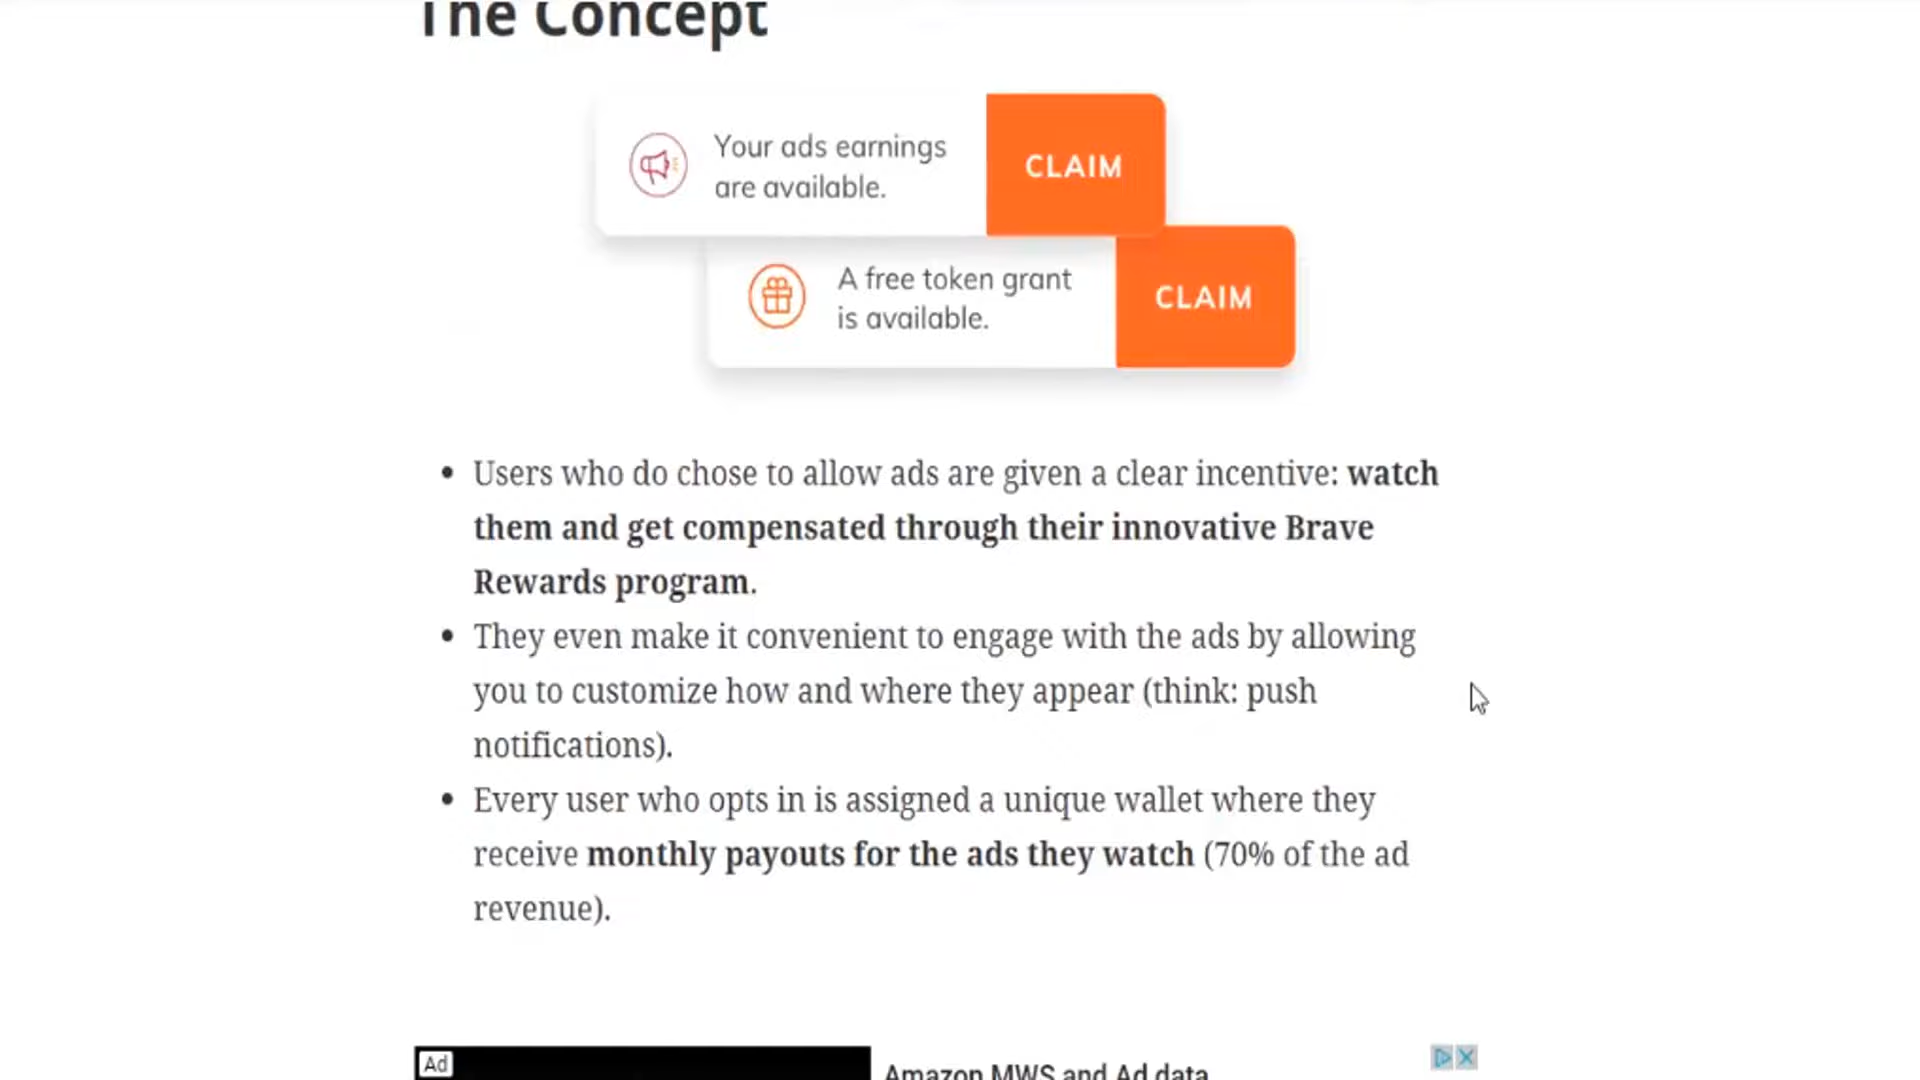 The Concept
Your ads earnings
are available.
CLAIM
A free token grant
is available.
CLAIM
• Users who do chose to allow ads are given a clear incentive: watch
them and get compensated through their innovative Brave
Rewards program.
• They even make it convenient to engage with the ads by allowing
you to customize how and where they appear (think: push
notifications).
• Every user who opts in is assigned a unique wallet where they
receive monthly payouts for the ads they watch (70% of the ad
revenue).
Ad
Amazon MWS and Ad data